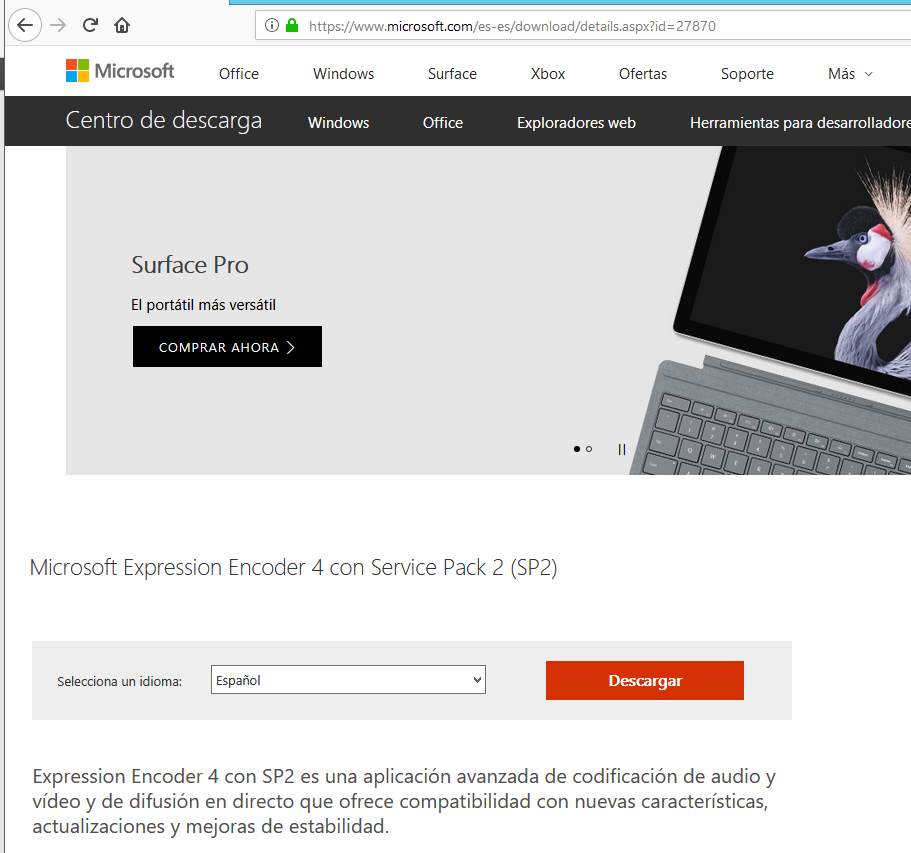 https://www.microsoft.com/es-es/download/details.aspx?id=27870
Microsoft Office Windows Surface Xbox Ofertas Soporte Más
Centro de descarga Windows Office Exploradores web Herramientas para desarrolladore
Surface Pro
El portátil más versátil
COMPRAR AHORA
Microsoft Expression Encoder 4 con Service Pack 2 (SP2)
Selecciona un idioma: Español Descargar
Expression Encoder 4 con SP2 es una aplicación avanzada de codificación de audio y
vídeo y de difusión en directo que ofrece compatibilidad con nuevas características,
actualizaciones y mejoras de estabilidad.